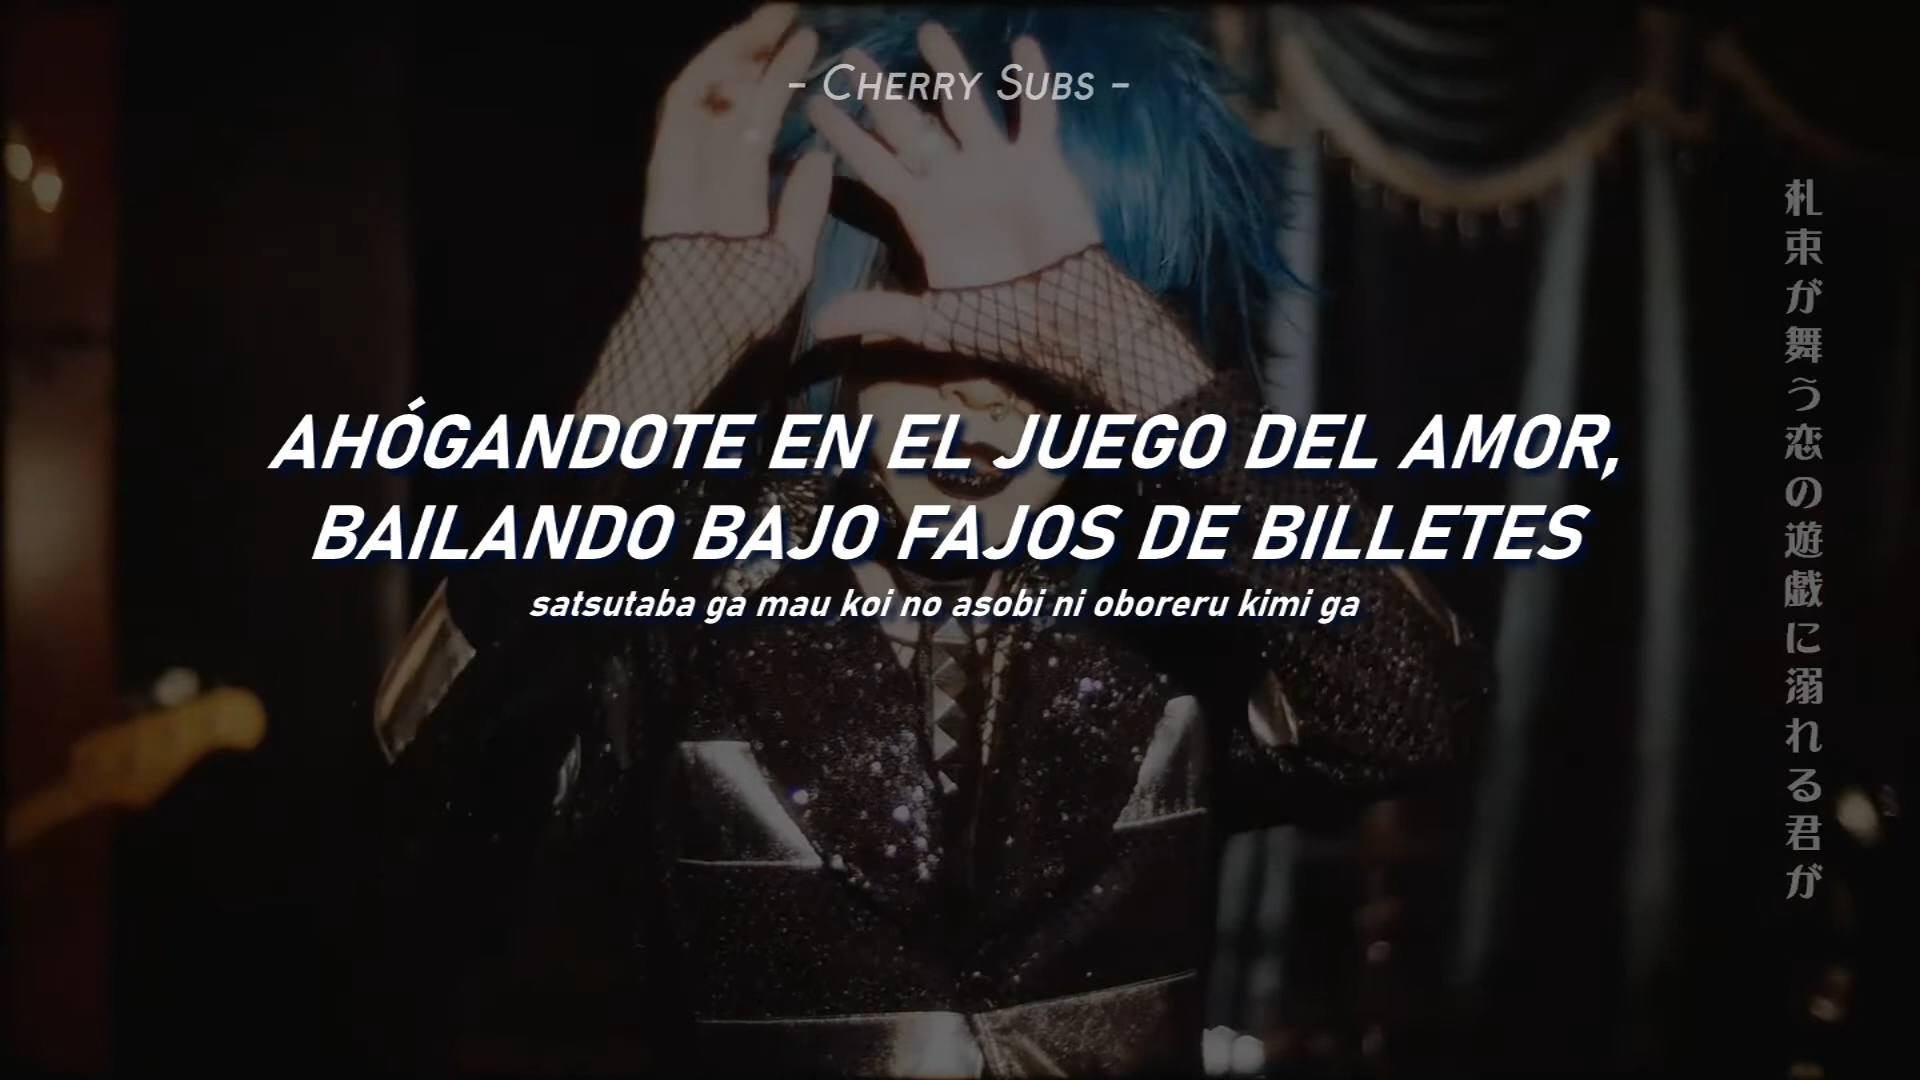 - Cherry Subs -
AHÓGANDOTE EN EL JUEGO DEL AMOR,
BAILANDO BAJO FAJOS DE BILLETES
satsutaba ga mau koi no asobi ni oboreru kimi ga
札束が舞う恋の遊戯に溺れる君が